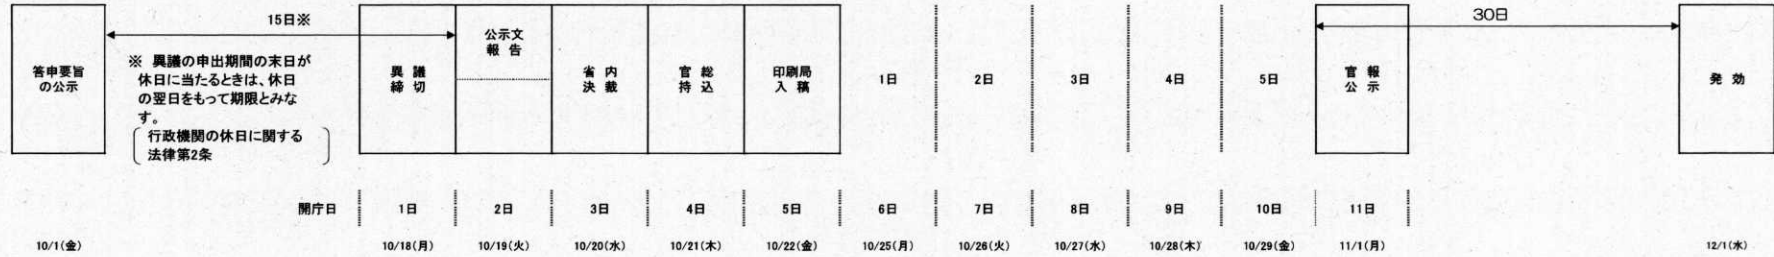 答申要旨
の公示
15日※
※ 異議の申出期間の末日が
休日に当たるときは、休日
の翌日をもって期限とみな
す。
行政機関の休日に関する
法律第2条
異 議
締 切
公示文
報 告
省 内
決 裁
官 総
持 込
印刷局
入 稿
1日
2日
3日
4日
5日
官 報
公 示
30日
発 効
開庁日
1日
2日
3日
4日
5日
6日
7日
8日
9日
10日
11日
10/1(金)
10/18(月)
10/19(火)
10/20(水)
10/21(木)
10/22(金)
10/25(月)
10/26(火)
10/27(水)
10/28(木)
10/29(金)
11/1(月)
12/1(水)